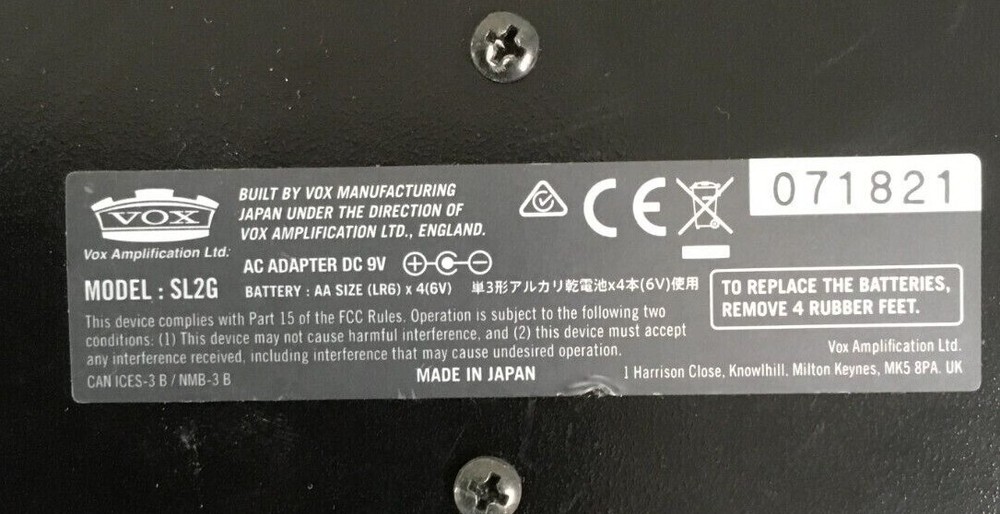 VOX
Vox Amplification Ltd.
BUILT BY VOX MANUFACTURING
JAPAN UNDER THE DIRECTION OF
VOX AMPLIFICATION LTD., ENGLAND.
CE
071821
MODEL : SL2G
AC ADAPTER DC 9V
BATTERY : AA SIZE (LR6) x 4(6V) 単3形アルカリ乾電池x4本(6V)使用
TO REPLACE THE BATTERIES,
REMOVE 4 RUBBER FEET.
This device complies with Part 15 of the FCC Rules. Operation is subject to the following two
conditions: (1) This device may not cause harmful interference, and (2) this device must accept
any interference received, including interference that may cause undesired operation.
CAN ICES-3 B / NMB-3 B
MADE IN JAPAN
Vox Amplification Ltd.
1 Harrison Close, Knowlhill, Milton Keynes, MK5 8PA. UK